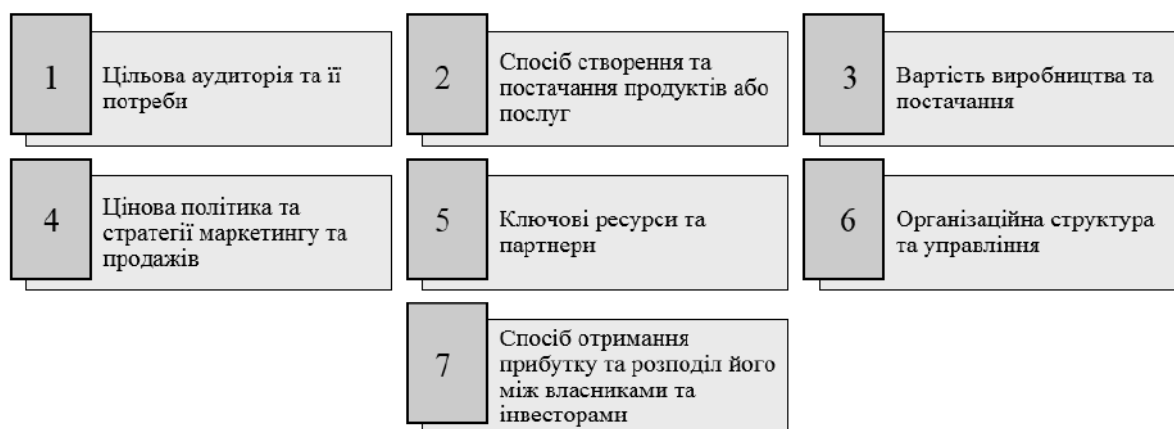 1
Цільова аудиторія та її
потреби
2
Спосіб створення та
постачання продуктів або
послуг
3
Вартість виробництва та
постачання
4
Цінова політика та
стратегії маркетингу та
продажів
5
Ключові ресурси та
партнери
6
Організаційна структура
та управління
7
Спосіб отримання
прибутку та розподіл його
між власниками та
інвесторами